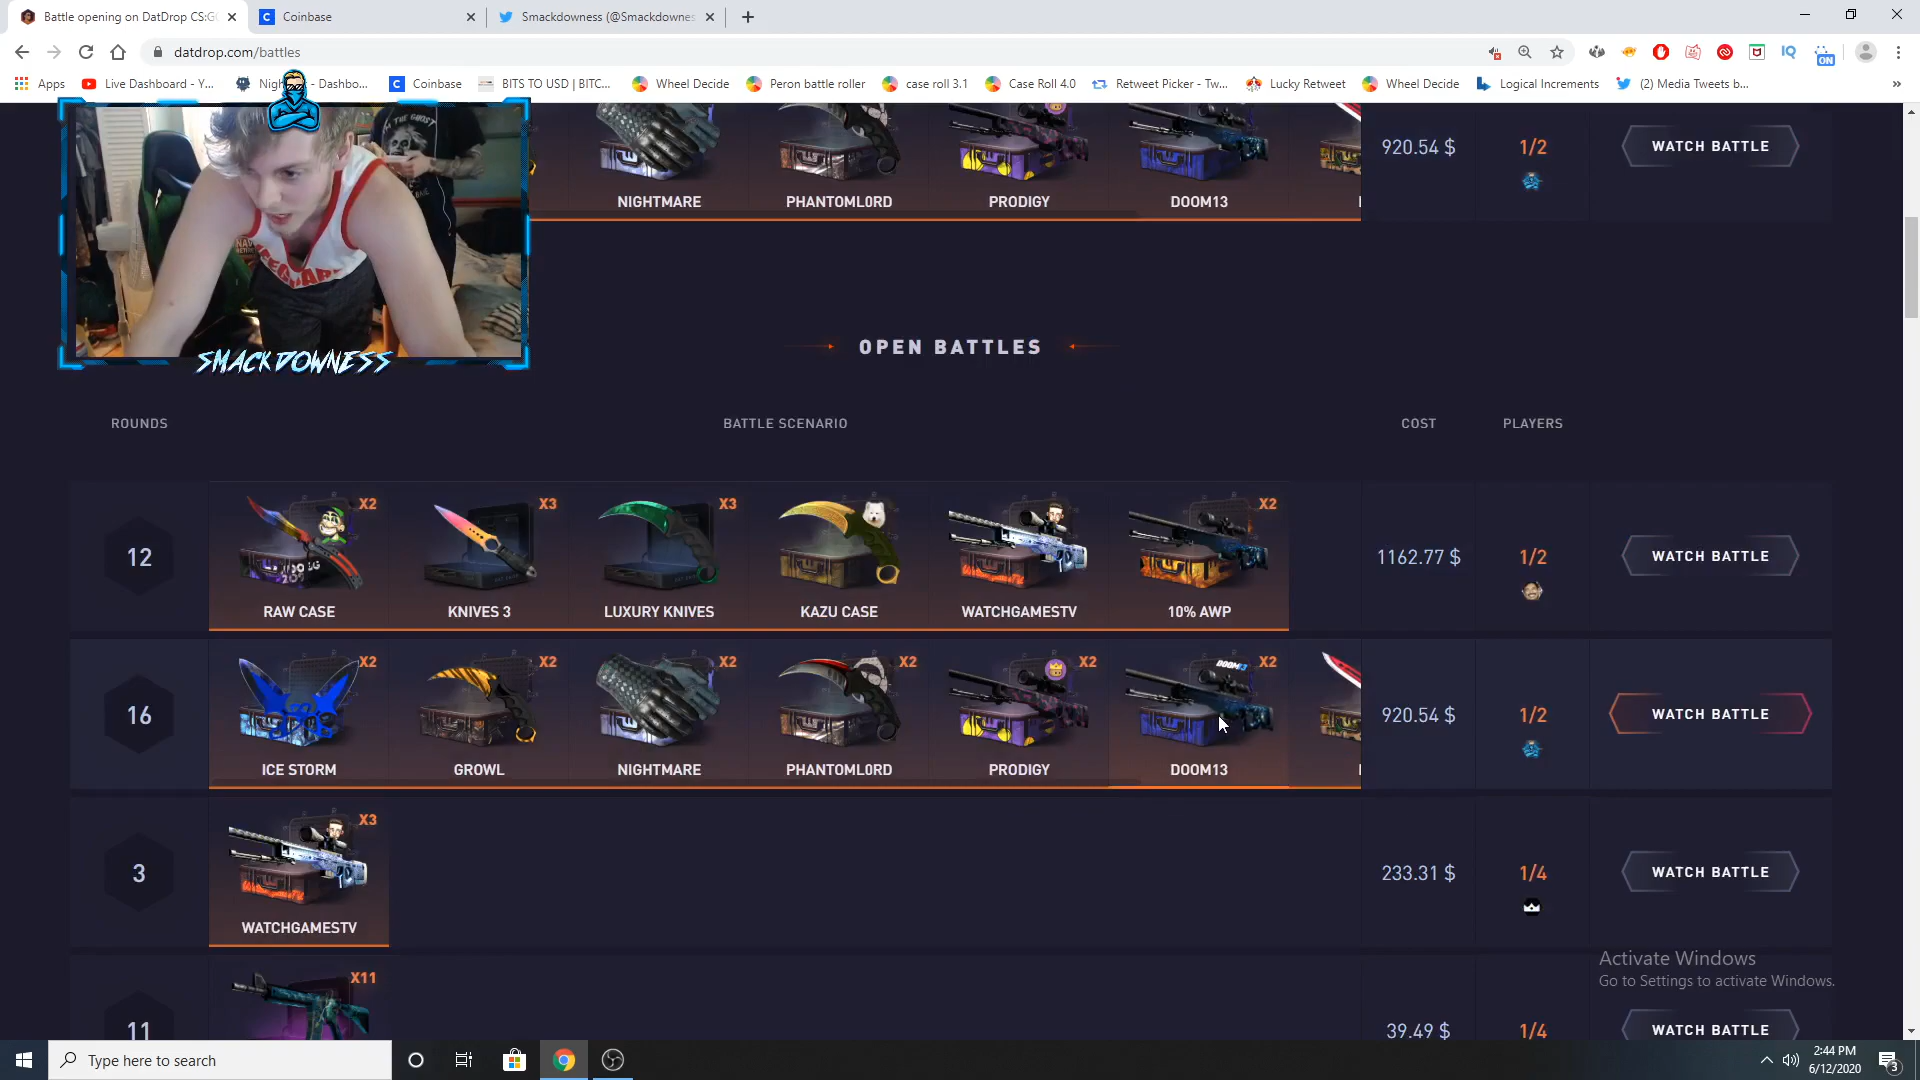 Battle opening on DatDrop CS:GO
Coinbase
Smackdowness (@Smackdownes
datdrop.com/battles
Apps
Live Dashboard - Y...
Nigh
- Dashbo...
Coinbase
BITS TO USD | BITC...
Wheel Decide
Peron battle roller
case roll 3.1
Case Roll 4.0
Retweet Picker - Tw...
Lucky Retweet
Wheel Decide
Logical Increments
(2) Media Tweets b...
»
ON
NIGHTMARE
PHANTOML0RD
PRODIGY
DOOM13
920.54 $
1/2
WATCH BATTLE
SMACKDOWNESS
OPEN BATTLES
ROUNDS
BATTLE SCENARIO
COST
PLAYERS
12
X2
RAW CASE
X3
KNIVES 3
X3
LUXURY KNIVES
KAZU CASE
WATCHGAMESTV
X2
10% AWP
1162.77 $
1/2
WATCH BATTLE
16
X2
ICE STORM
X2
GROWL
X2
NIGHTMARE
X2
PHANTOML0RD
X2
PRODIGY
DOOM13
X2
DOOM13
920.54 $
1/2
WATCH BATTLE
3
X3
WATCHGAMESTV
233.31 $
1/4
WATCH BATTLE
11
X11
39.49 $
1/4
WATCH BATTLE
Activate Windows
Go to Settings to activate Windows.
Type here to search
2:44 PM
6/12/2020
3